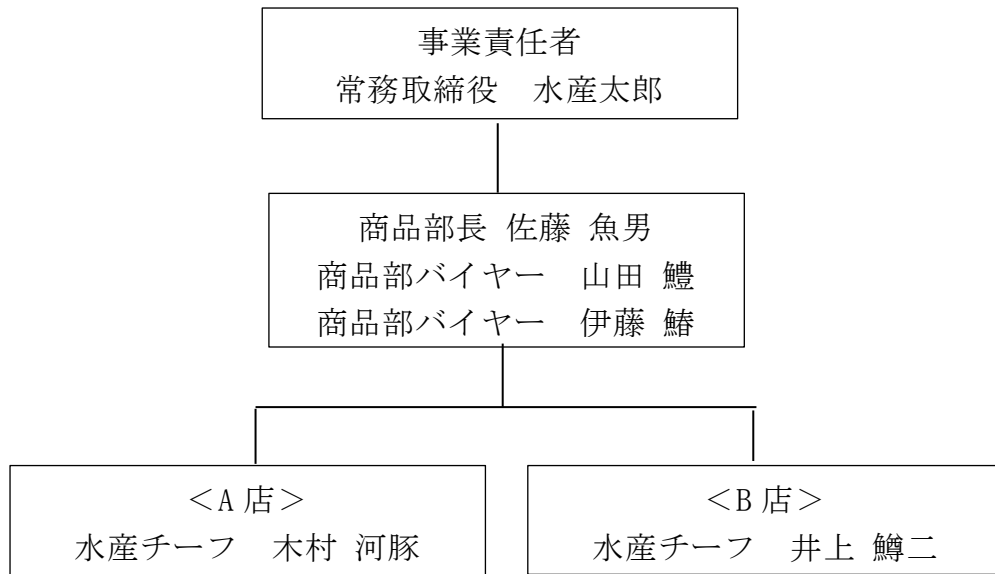 事業責任者
常務取締役　水産太郎
商品部長 佐藤 魚男
商品部バイヤー　山田 鱧
商品部バイヤー　伊藤 鰆
＜A 店＞
水産チーフ　木村 河豚
＜B 店＞
水産チーフ　井上 鱒二